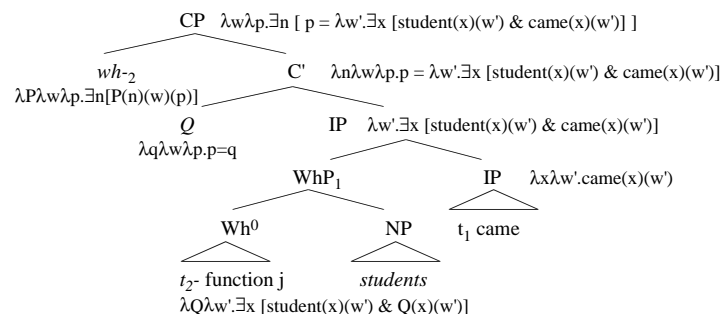 CP λwλp.∃n [ p = λw'.∃x [student(x)(w') & came(x)(w')] ]
wh-₂ C' λnλwλp.p = λw'.∃x [student(x)(w') & came(x)(w')]
λPλwλp.∃n[P(n)(w)(p)]
Q IP λw'.∃x [student(x)(w') & came(x)(w')]
λqλwλp.p=q
WhP₁ IP λxλw'.came(x)(w')
Wh⁰ NP t₁ came
t₂- function j students
λQλw'.∃x [student(x)(w') & Q(x)(w')]